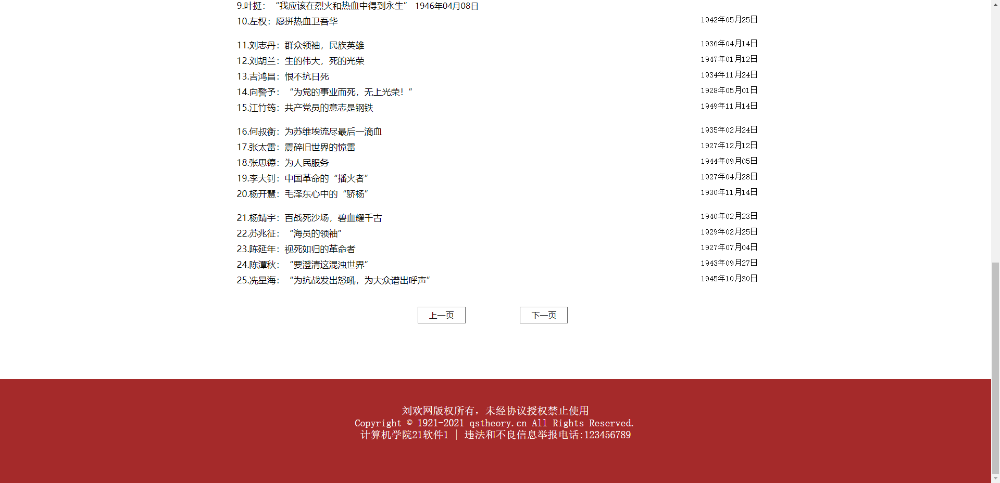 9.叶挺：“我应该在烈火和热血中得到永生” 1946年04月08日
10.左权：愿拼热血卫吾华 1942年05月25日
11.刘志丹：群众领袖，民族英雄 1936年04月14日
12.刘胡兰：生的伟大，死的光荣 1947年01月12日
13.吉鸿昌：恨不抗日死 1934年11月24日
14.向警予：“为党的事业而死，无上光荣！” 1928年05月01日
15.江竹筠：共产党员的意志是钢铁 1949年11月14日
16.何叔衡：为苏维埃流尽最后一滴血 1935年02月24日
17.张太雷：震碎旧世界的惊雷 1927年12月12日
18.张思德：为人民服务 1944年09月05日
19.李大钊：中国革命的“播火者” 1927年04月28日
20.杨开慧：毛泽东心中的“骄杨” 1930年11月14日
21.杨靖宇：百战死沙场，碧血耀千古 1940年02月23日
22.苏兆征：“海员的领袖” 1929年02月25日
23.陈延年：视死如归的革命者 1927年07月04日
24.陈潭秋：“要澄清这混浊世界” 1943年09月27日
25.冼星海：“为抗战发出怒吼，为大众谱出呼声” 1945年10月30日
上一页 下一页
刘欢网版权所有，未经协议授权禁止使用
Copyright © 1921-2021 qstheory.cn All Rights Reserved.
计算机学院21软件1 | 违法和不良信息举报电话:123456789